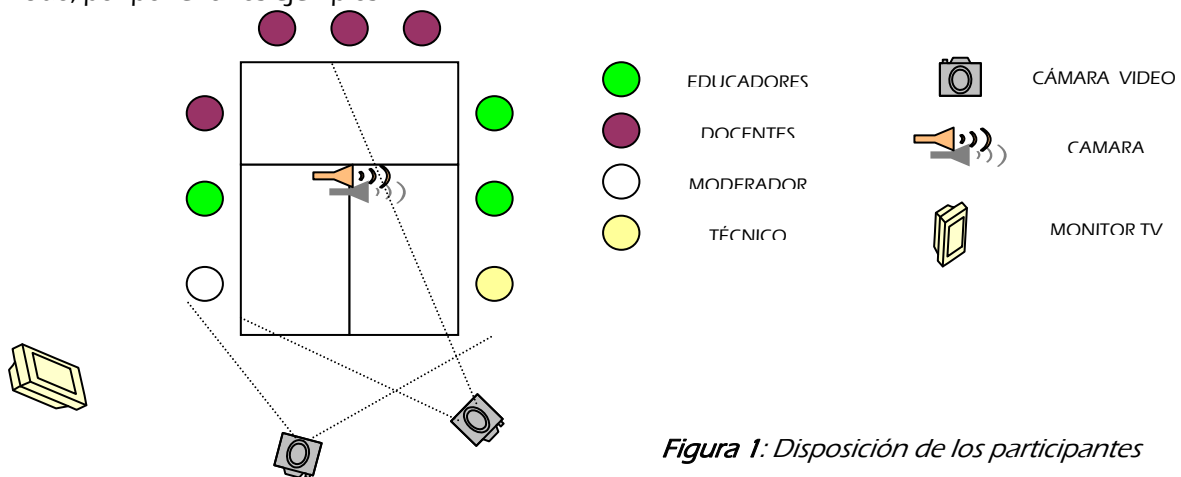 EDUCADORES
CÁMARA VIDEO
DOCENTES
CAMARA
MODERADOR
MONITOR TV
TÉCNICO
Figura 1: Disposición de los participantes